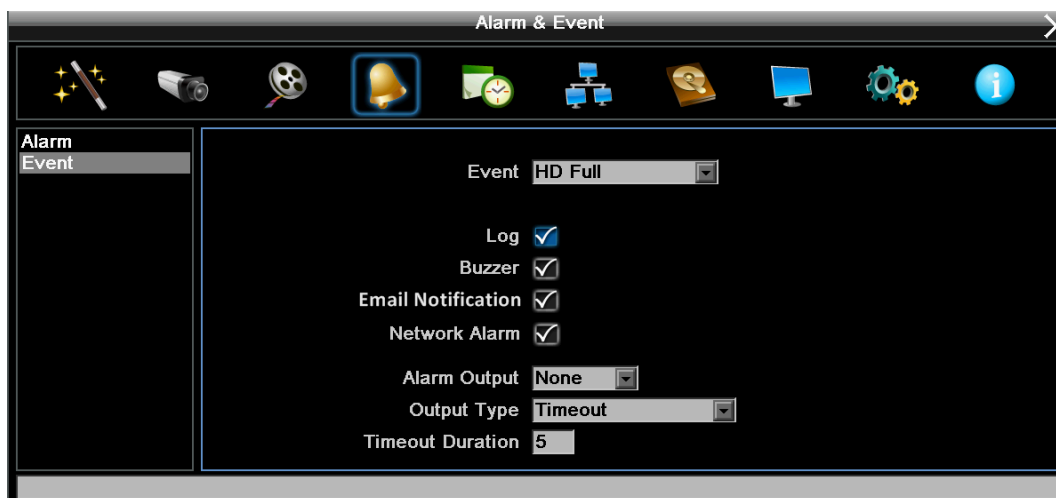 Alarm & Event
Alarm
Event
Event HD Full
Log
Buzzer
Email Notification
Network Alarm
Alarm Output None
Output Type Timeout
Timeout Duration 5